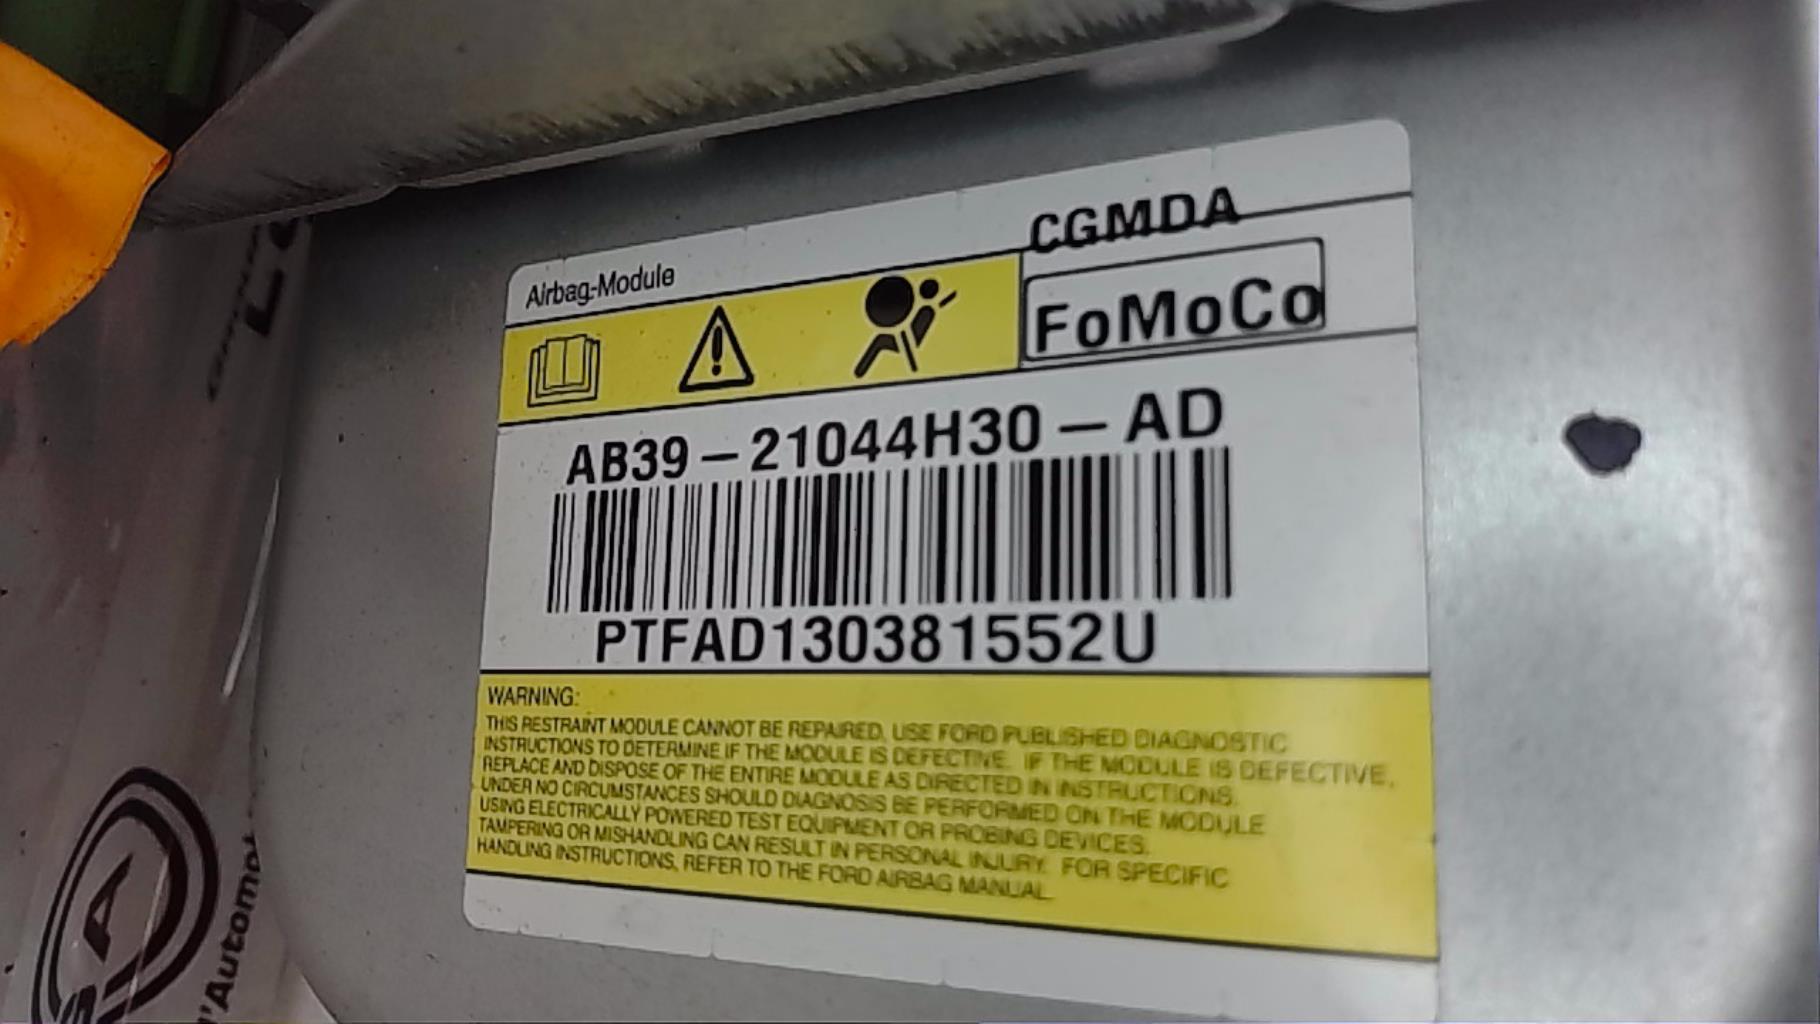 CGMDA
Airbag-Module
FoMoCo
AB39-21044H30-AD
PTFAD130381552U
WARNING:
THIS RESTRAINT MODULE CANNOT BE REPAIRED, USE FORD PUBLISHED DIAGNOSTIC
INSTRUCTIONS TO DETERMINE IF THE MODULE IS DEFECTIVE. IF THE MODULE IS DEFECTIVE,
REPLACE AND DISPOSE OF THE ENTIRE MODULE AS DIRECTED IN INSTRUCTIONS.
UNDER NO CIRCUMSTANCES SHOULD DIAGNOSIS BE PERFORMED ON THE MODULE
USING ELECTRICALLY POWERED TEST EQUIPMENT OR PROBING DEVICES.
TAMPERING OR MISHANDLING CAN RESULT IN PERSONAL INJURY. FOR SPECIFIC
HANDLING INSTRUCTIONS, REFER TO THE FORD AIRBAG MANUAL.